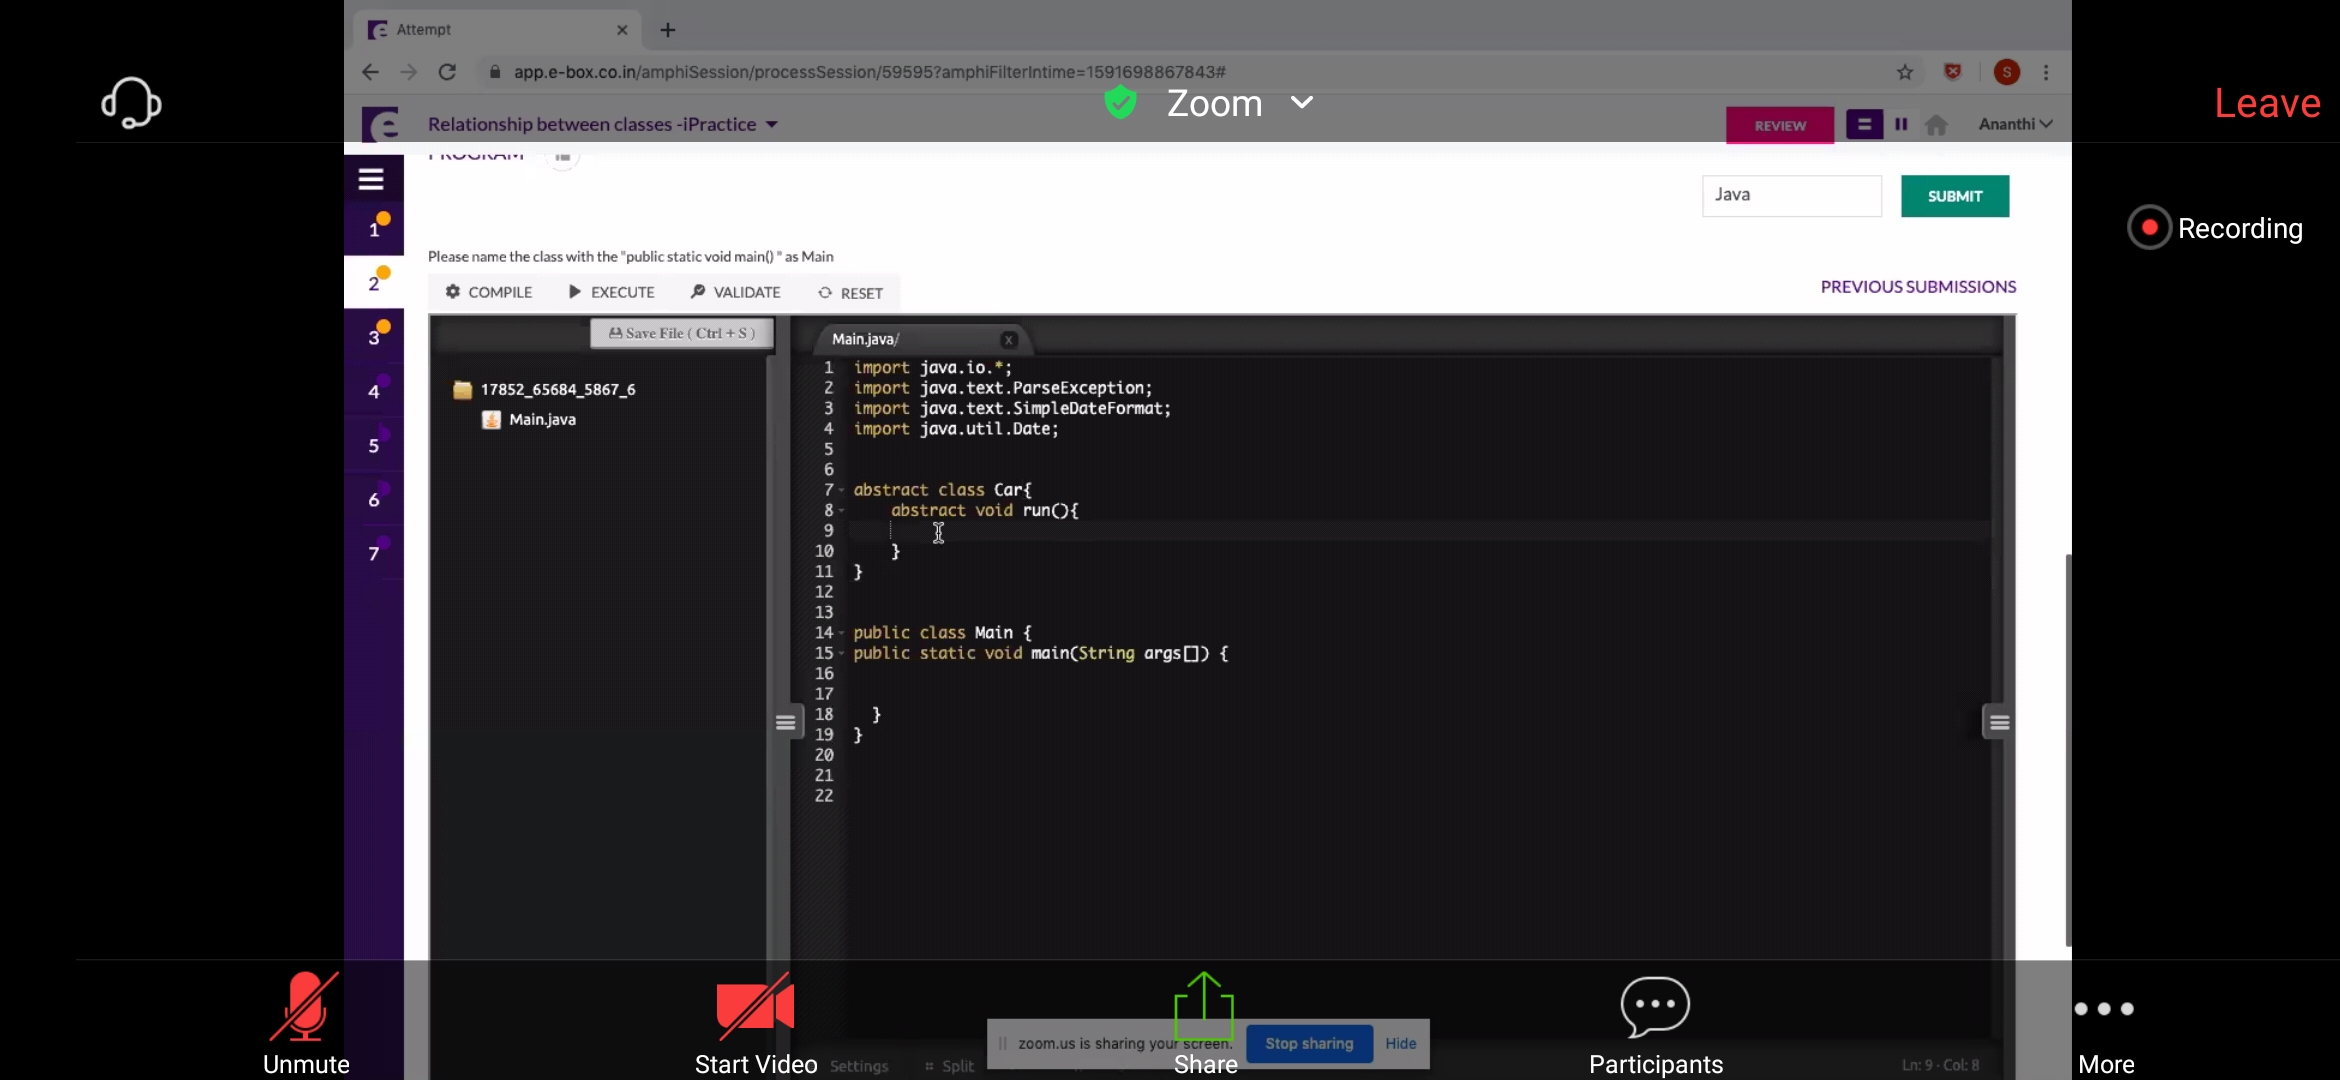 Attempt
app.e-box.co.in/amphiSession/processSession/59595?amphiFilterIntime=1591698867843#
S
Zoom
Leave
Relationship between classes -iPractice
REVIEW
Ananthi
PROGRAM
Java
SUBMIT
Recording
1
2
3
4
5
6
7
Please name the class with the "public static void main() " as Main
COMPILE EXECUTE VALIDATE RESET
PREVIOUS SUBMISSIONS
Save File ( Ctrl + S )
17852_65684_5867_6
Main.java
Main.java/ x
1 import java.io.*;
2 import java.text.ParseException;
3 import java.text.SimpleDateFormat;
4 import java.util.Date;
5
6
7 abstract class Car{
8 abstract void run(){
9
10 }
11 }
12
13
14 public class Main {
15 public static void main(String args[]) {
16
17
18 }
19 }
20
21
22
zoom.us is sharing your screen. Stop sharing Hide
Settings Split
Ln: 9 - Col: 8
Unmute
Start Video
Share
Participants
More